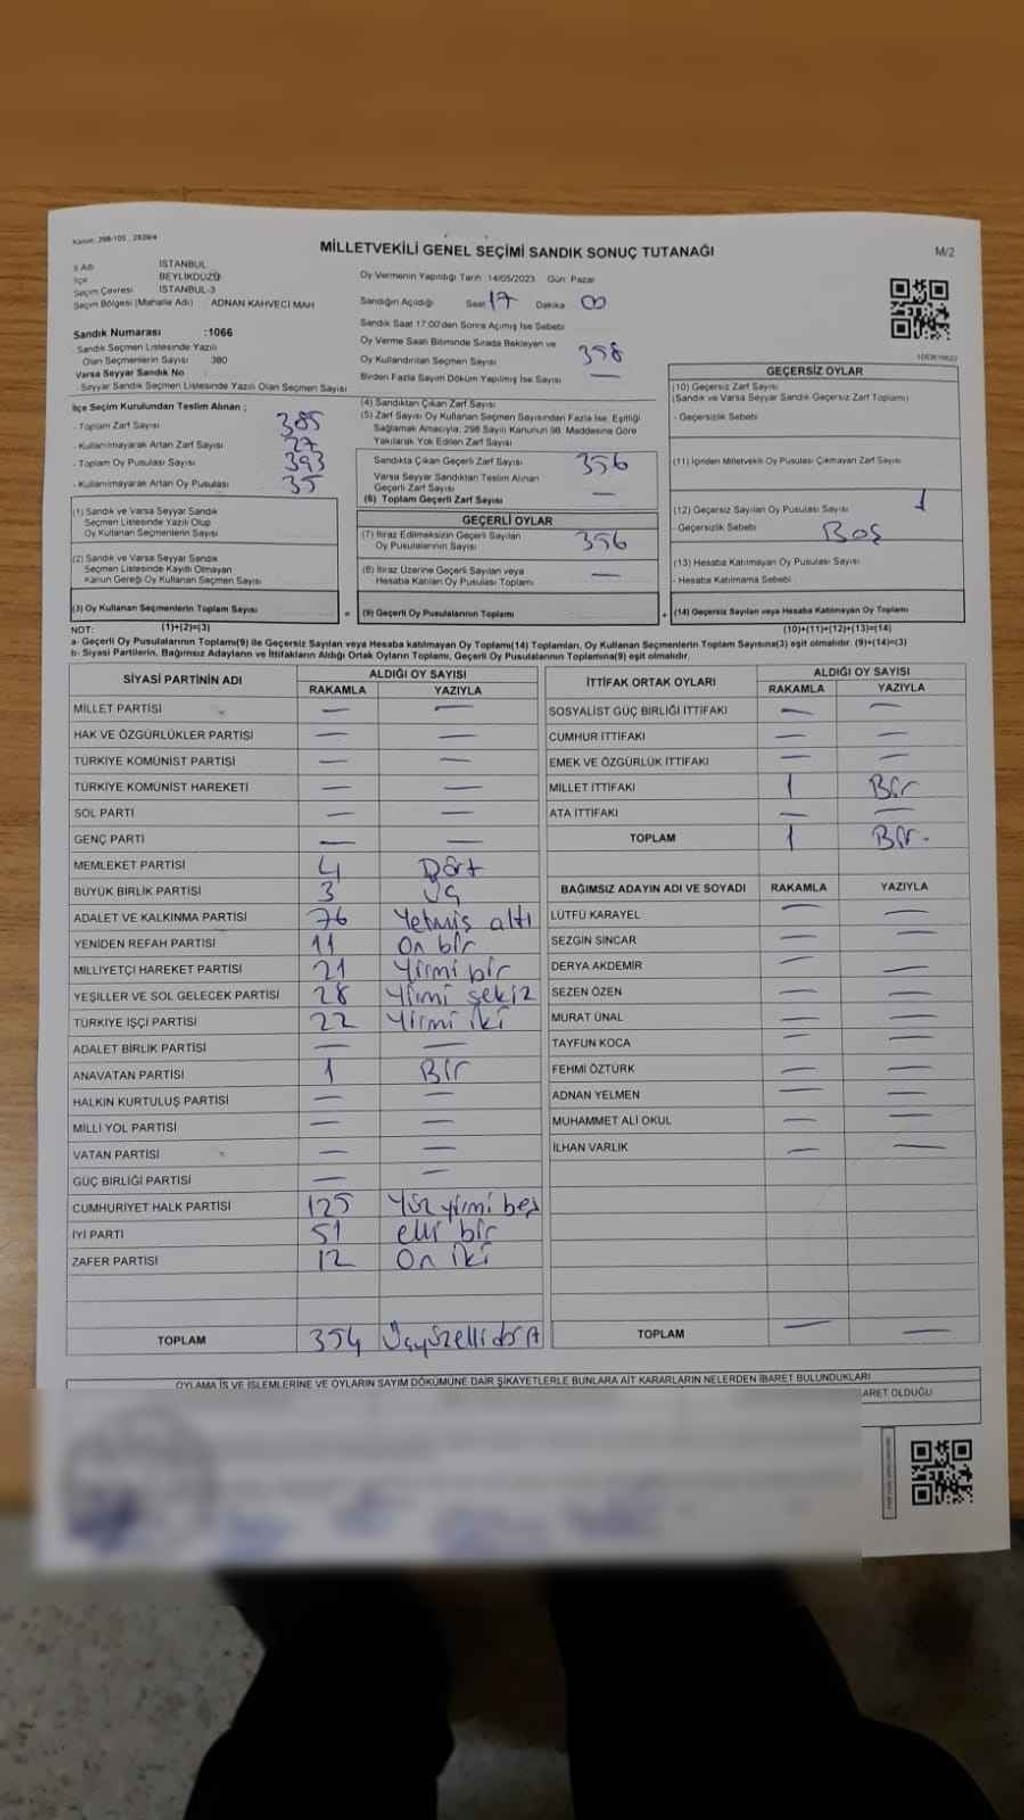 Kanun: 298/105 , 2839/4
MİLLETVEKİLİ GENEL SEÇİMİ SANDIK SONUÇ TUTANAĞI
M/2
İl Adı İSTANBUL
İlçe BEYLİKDÜZÜ
Seçim Çevresi İSTANBUL-3
Seçim Bölgesi (Mahalle Adı) ADNAN KAHVECİ MAH
Sandık Numarası :1066
Sandık Seçmen Listesinde Yazılı
Olan Seçmenlerin Sayısı 380
Varsa Seyyar Sandık No
Seyyar Sandık Seçmen Listesinde Yazılı Olan Seçmen Sayısı
Oy Vermenin Yapıldığı Tarih :14/05/2023 Gün: Pazar
Sandığın Açıldığı Saat 17 Dakika 00
Sandık Saat 17:00'den Sonra Açılmış İse Sebebi
Oy Verme Saati Bitiminde Sırada Bekleyen ve
Oy Kullandırılan Seçmen Sayısı 358
Birden Fazla Sayım Döküm Yapılmış İse Sayısı —
İlçe Seçim Kurulundan Teslim Alınan ;
- Toplam Zarf Sayısı 385
- Kullanılmayarak Artan Zarf Sayısı 27
- Toplam Oy Pusulası Sayısı 393
- Kullanılmayarak Artan Oy Pusulası 35
(1) Sandık ve Varsa Seyyar Sandık
Seçmen Listesinde Yazılı Olup
Oy Kullanan Seçmenlerin Sayısı
(2) Sandık ve Varsa Seyyar Sandık
Seçmen Listesinde Kayıtlı Olmayan
Kanun Gereği Oy Kullanan Seçmen Sayısı
(3) Oy Kullanan Seçmenlerin Toplam Sayısı
(1)+(2)=(3)
(4) Sandıktan Çıkan Zarf Sayısı
(5) Zarf Sayısı Oy Kullanan Seçmen Sayısından Fazla İse, Eşitliği
Sağlamak Amacıyla, 298 Sayılı Kanunun 98. Maddesine Göre
Yakılarak Yok Edilen Zarf Sayısı
Sandıkta Çıkan Geçerli Zarf Sayısı 356
Varsa Seyyar Sandıktan Teslim Alınan
Geçerli Zarf Sayısı —
(6) Toplam Geçerli Zarf Sayısı
GEÇERLİ OYLAR
(7) İtiraz Edilmeksizin Geçerli Sayılan
Oy Pusulalarının Sayısı 356
(8) İtiraz Üzerine Geçerli Sayılan veya
Hesaba Katılan Oy Pusulası Toplamı —
= (9) Geçerli Oy Pusulalarının Toplamı
GEÇERSİZ OYLAR
(10) Geçersiz Zarf Sayısı
(Sandık ve Varsa Seyyar Sandık Geçersiz Zarf Toplamı)
- Geçersizlik Sebebi
(11) İçinden Milletvekili Oy Pusulası Çıkmayan Zarf Sayısı
(12) Geçersiz Sayılan Oy Pusulası Sayısı 1
Geçersizlik Sebebi Boş
(13) Hesaba Katılmayan Oy Pusulası Sayısı
- Hesaba Katılmama Sebebi
+ (14) Geçersiz Sayılan veya Hesaba Katılmayan Oy Toplamı
(10)+(11)+(12)+(13)=(14)
NOT:
a- Geçerli Oy Pusulalarının Toplamı(9) ile Geçersiz Sayılan veya Hesaba katılmayan Oy Toplamı(14) Toplamları, Oy Kullanan Seçmenlerin Toplam Sayısına(3) eşit olmalıdır. (9)+(14)=(3)
b- Siyasi Partilerin, Bağımsız Adayların ve İttifakların Aldığı Ortak Oyların Toplamı, Geçerli Oy Pusulalarının Toplamına(9) eşit olmalıdır.
SİYASİ PARTİNİN ADI ALDIĞI OY SAYISI
RAKAMLA YAZIYLA
MİLLET PARTİSİ — —
HAK VE ÖZGÜRLÜKLER PARTİSİ — —
TÜRKİYE KOMÜNİST PARTİSİ — —
TÜRKİYE KOMÜNİST HAREKETİ — —
SOL PARTİ — —
GENÇ PARTİ — —
MEMLEKET PARTİSİ 4 Dört
BÜYÜK BİRLİK PARTİSİ 3 Üç
ADALET VE KALKINMA PARTİSİ 76 Yetmiş altı
YENİDEN REFAH PARTİSİ 11 On bir
MİLLİYETÇİ HAREKET PARTİSİ 21 Yirmi bir
YEŞİLLER VE SOL GELECEK PARTİSİ 28 Yirmi sekiz
TÜRKİYE İŞÇİ PARTİSİ 22 Yirmi iki
ADALET BİRLİK PARTİSİ — —
ANAVATAN PARTİSİ 1 Bir
HALKIN KURTULUŞ PARTİSİ — —
MİLLİ YOL PARTİSİ — —
VATAN PARTİSİ — —
GÜÇ BİRLİĞİ PARTİSİ — —
CUMHURİYET HALK PARTİSİ 125 Yüz yirmi beş
İYİ PARTİ 51 elli bir
ZAFER PARTİSİ 12 On iki
TOPLAM 354 Üçyüzellidört
İTTİFAK ORTAK OYLARI ALDIĞI OY SAYISI
RAKAMLA YAZIYLA
SOSYALİST GÜÇ BİRLİĞİ İTTİFAKI — —
CUMHUR İTTİFAKI — —
EMEK VE ÖZGÜRLÜK İTTİFAKI — —
MİLLET İTTİFAKI 1 Bir
ATA İTTİFAKI — —
TOPLAM 1 Bir -
BAĞIMSIZ ADAYIN ADI VE SOYADI RAKAMLA YAZIYLA
LÜTFÜ KARAYEL — —
SEZGİN SİNCAR — —
DERYA AKDEMİR — —
SEZEN ÖZEN — —
MURAT ÜNAL — —
TAYFUN KOCA — —
FEHMİ ÖZTÜRK — —
ADNAN YELMEN — —
MUHAMMET ALİ OKUL — —
İLHAN VARLIK — —
TOPLAM — —
OYLAMA İŞ VE İŞLEMLERİNE VE OYLARIN SAYIM DÖKÜMÜNE DAİR ŞİKAYETLERLE BUNLARA AİT KARARLARIN NELERDEN İBARET BULUNDUKLARI
ARET OLDUĞU